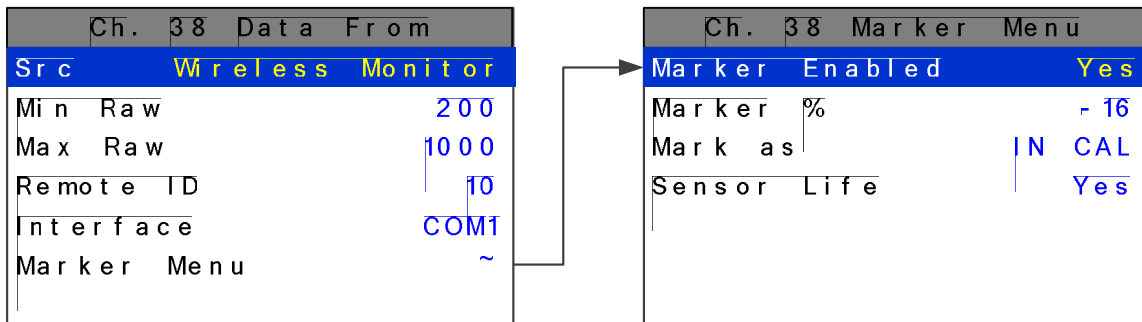 Ch. 38 Data From
Src Wireless Monitor
Min Raw 200
Max Raw 1000
Remote ID 10
Interface COM1
Marker Menu ~
Ch. 38 Marker Menu
Marker Enabled Yes
Marker % -16
Mark as IN CAL
Sensor Life Yes